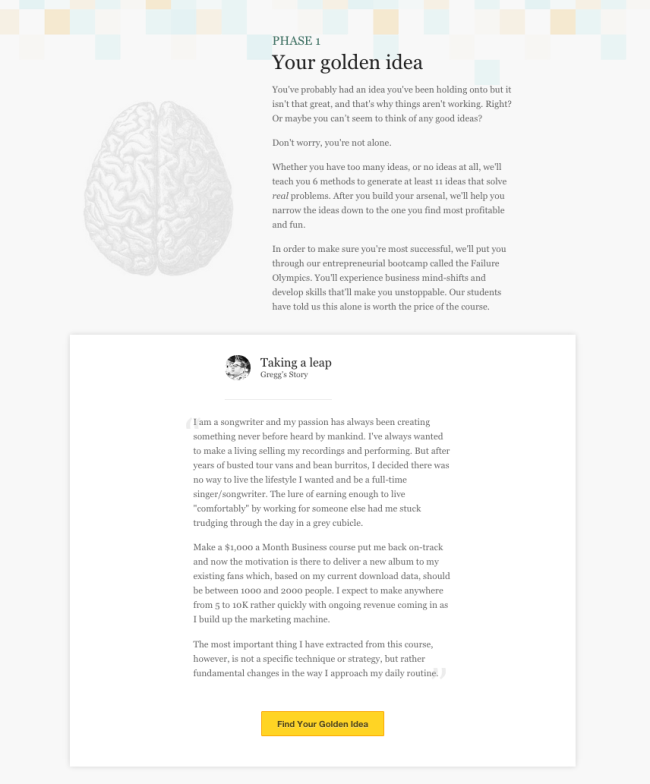 PHASE 1
Your golden idea
You've probably had an idea you've been holding onto but it
isn't that great, and that's why things aren't working. Right?
Or maybe you can't seem to think of any good ideas?
Don't worry, you're not alone.
Whether you have too many ideas, or no ideas at all, we'll
teach you 6 methods to generate at least 11 ideas that solve
real problems. After you build your arsenal, we'll help you
narrow the ideas down to the one you find most profitable
and fun.
In order to make sure you're most successful, we'll put you
through our entrepreneurial bootcamp called the Failure
Olympics. You'll experience business mind-shifts and
develop skills that'll make you unstoppable. Our students
have told us this alone is worth the price of the course.
Taking a leap
Gregg's Story
“I am a songwriter and my passion has always been creating
something never before heard by mankind. I've always wanted
to make a living selling my recordings and performing. But after
years of busted tour vans and bean burritos, I decided there was
no way to live the lifestyle I wanted and be a full-time
singer/songwriter. The lure of earning enough to live
"comfortably" by working for someone else had me stuck
trudging through the day in a grey cubicle.
Make a $1,000 a Month Business course put me back on-track
and now the motivation is there to deliver a new album to my
existing fans which, based on my current download data, should
be between 1000 and 2000 people. I expect to make anywhere
from 5 to 10K rather quickly with ongoing revenue coming in as
I build up the marketing machine.
The most important thing I have extracted from this course,
however, is not a specific technique or strategy, but rather
fundamental changes in the way I approach my daily routine.”
Find Your Golden Idea